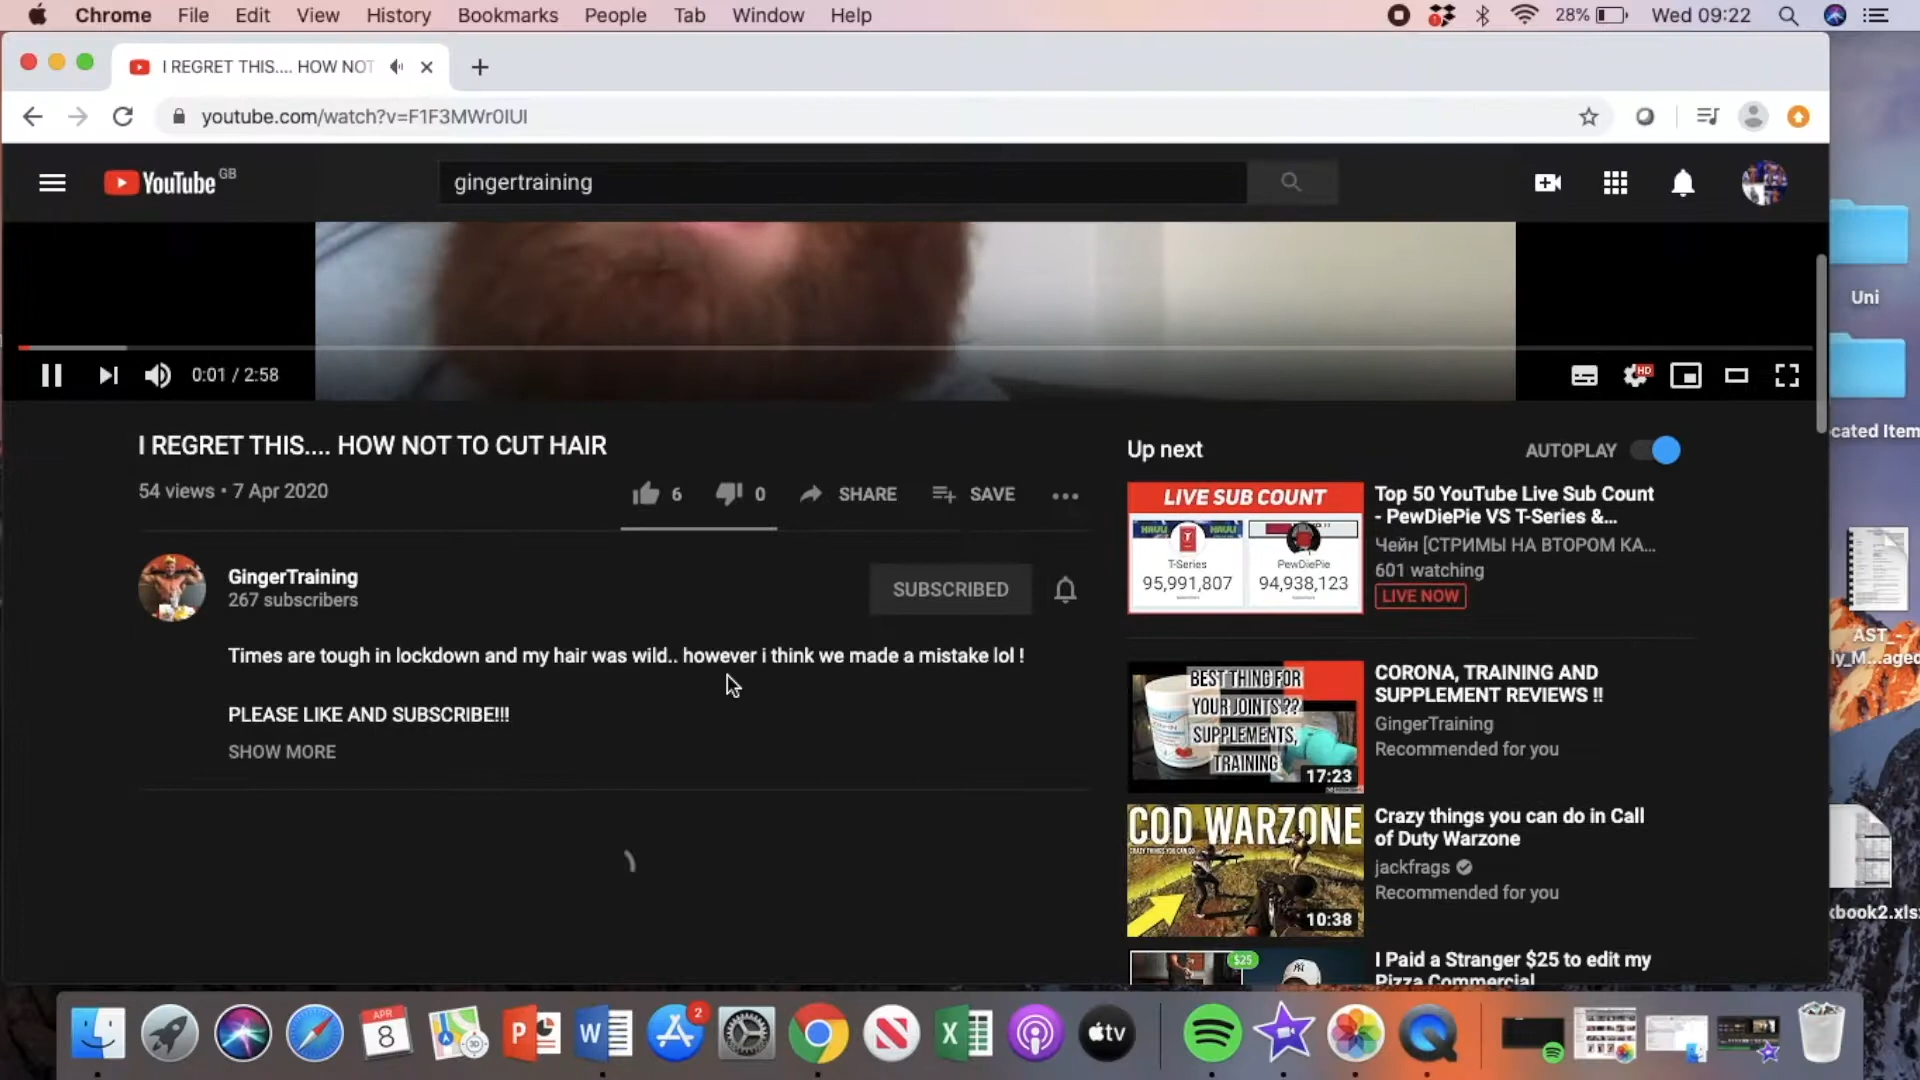 Chrome File Edit View History Bookmarks People Tab Window Help 28% Wed 09:22
I REGRET THIS.... HOW NOT
youtube.com/watch?v=F1F3MWr0IUI
YouTube GB
gingertraining
0:01 / 2:58
HD
I REGRET THIS.... HOW NOT TO CUT HAIR
54 views • 7 Apr 2020
6 0 SHARE SAVE
GingerTraining
267 subscribers
SUBSCRIBED
Times are tough in lockdown and my hair was wild.. however i think we made a mistake lol !
PLEASE LIKE AND SUBSCRIBE!!!
SHOW MORE
Up next
AUTOPLAY
LIVE SUB COUNT
T-Series PewDiePie
95,991,807 94,938,123
Top 50 YouTube Live Sub Count
- PewDiePie VS T-Series &...
Чейн [СТРИМЫ НА ВТОРОМ КА...
601 watching
LIVE NOW
BEST THING FOR
YOUR JOINTS ??
SUPPLEMENTS,
TRAINING
17:23
CORONA, TRAINING AND
SUPPLEMENT REVIEWS !!
GingerTraining
Recommended for you
COD WARZONE
CRAZY THINGS YOU CAN DO IN CALL
10:38
Crazy things you can do in Call
of Duty Warzone
jackfrags
Recommended for you
$25
I Paid a Stranger $25 to edit my
Pizza Commercial
Uni
cated Item
AST_-
ly_M...aged
kbook2.xls
APR
8
3D
P
W
2
N
X
tv